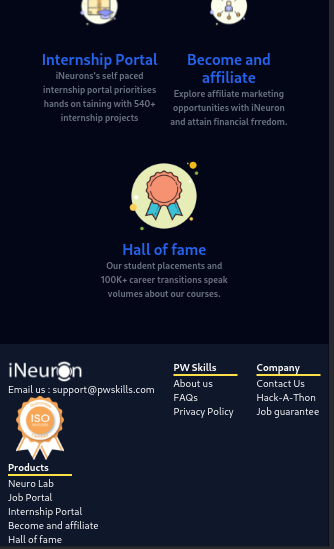 Internship Portal
iNeurons's self paced
internship portal prioritises
hands on taning with 540+
internship projects
Become and
affiliate
Explore affiliate marketing
opportunities with iNeuron
and attain financial frredom.
Hall of fame
Our student placements and
100K+ career transitions speak
volumes about our courses.
iNeuron
Email us : support@pwskills.com
ISO
Products
Neuro Lab
Job Portal
Internship Portal
Become and affiliate
Hall of fame
PW Skills
About us
FAQs
Privacy Policy
Company
Contact Us
Hack-A-Thon
Job guarantee